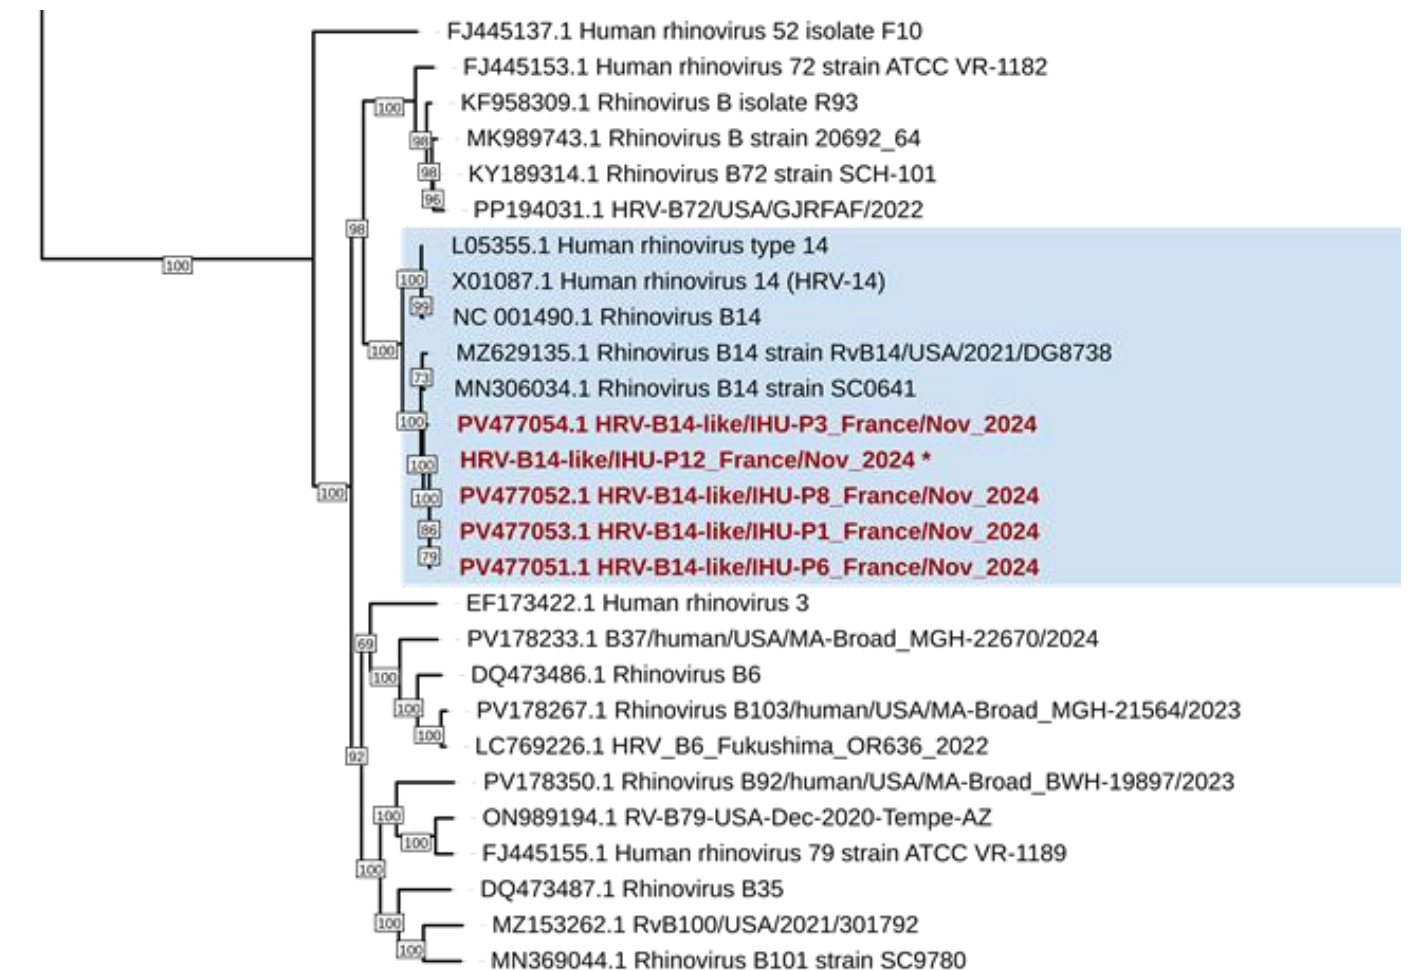 FJ445137.1 Human rhinovirus 52 isolate F10
FJ445153.1 Human rhinovirus 72 strain ATCC VR-1182
100
KF958309.1 Rhinovirus B isolate R93
98
MK989743.1 Rhinovirus B strain 20692_64
98
KY189314.1 Rhinovirus B72 strain SCH-101
96
PP194031.1 HRV-B72/USA/GJRFAF/2022
98
L05355.1 Human rhinovirus type 14
100
100
X01087.1 Human rhinovirus 14 (HRV-14)
99
NC 001490.1 Rhinovirus B14
100
MZ629135.1 Rhinovirus B14 strain RvB14/USA/2021/DG8738
73
MN306034.1 Rhinovirus B14 strain SC0641
100
PV477054.1 HRV-B14-like/IHU-P3_France/Nov_2024
100
HRV-B14-like/IHU-P12_France/Nov_2024 *
100
100
PV477052.1 HRV-B14-like/IHU-P8_France/Nov_2024
86
PV477053.1 HRV-B14-like/IHU-P1_France/Nov_2024
79
PV477051.1 HRV-B14-like/IHU-P6_France/Nov_2024
EF173422.1 Human rhinovirus 3
69
PV178233.1 B37/human/USA/MA-Broad_MGH-22670/2024
100
DQ473486.1 Rhinovirus B6
100
PV178267.1 Rhinovirus B103/human/USA/MA-Broad_MGH-21564/2023
100
LC769226.1 HRV_B6_Fukushima_OR636_2022
92
PV178350.1 Rhinovirus B92/human/USA/MA-Broad_BWH-19897/2023
100
ON989194.1 RV-B79-USA-Dec-2020-Tempe-AZ
100
FJ445155.1 Human rhinovirus 79 strain ATCC VR-1189
100
DQ473487.1 Rhinovirus B35
100
MZ153262.1 RvB100/USA/2021/301792
100
MN369044.1 Rhinovirus B101 strain SC9780